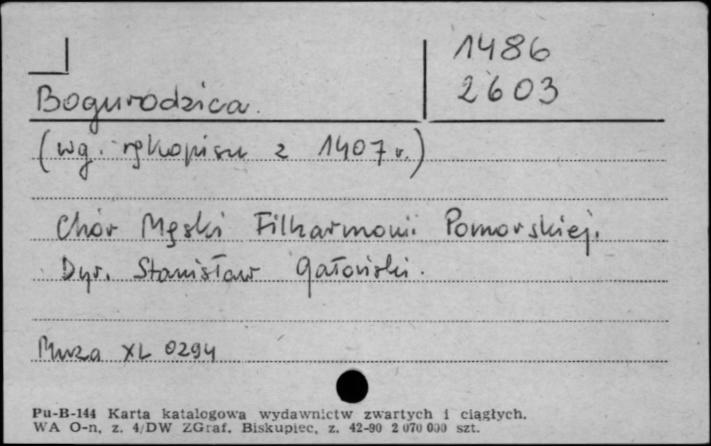 1486
2603
Bogurodzica.
(wg. rękopisu z 1407 r.)
Chór Męski Filharmonii Pomorskiej.
Dyr. Stanisław Gałoński.
Muza XL 0294
Pu-B-144 Karta katalogowa wydawnictw zwartych i ciągłych.
WA O-n, z. 4/DW ZGraf. Biskupiec, z. 42-90 2 070 000 szt.